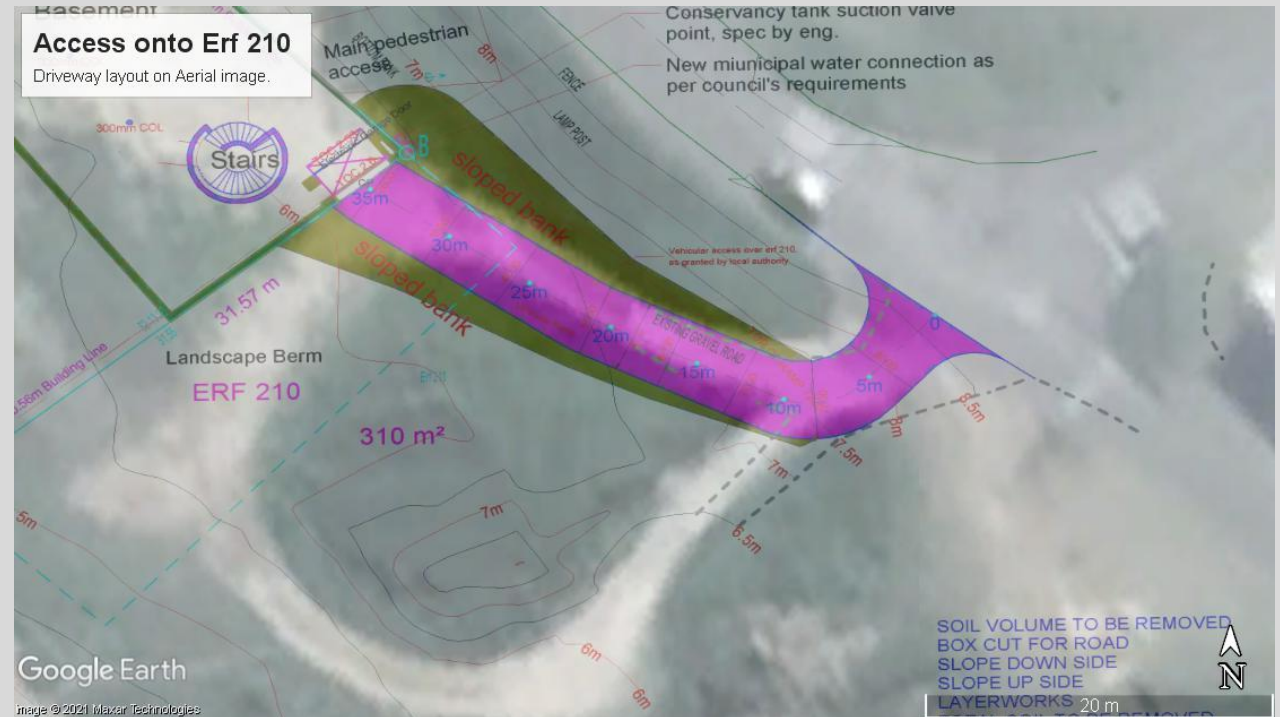 Basement
Access onto Erf 210
Driveway layout on Aerial image.
Main pedestrian
access
Conservancy tank suction valve
point, spec by eng.
New miunicipal water connection as
per council's requirements
8m
7m
FENCE
LAMP POST
300mm COL
Stairs
B
sloped bank
35m
6m
30m
sloped bank
Vehicular access over erf 210,
as granted by local authority.
25m
31.57 m
20m
EXISTING GRAVEL ROAD
0
15m
5m
Landscape Berm
ERF 210
Building Line
10m
8.5m
8m
7.5m
310 m²
7m
7m
5m
6.5m
6m
6m
SOIL VOLUME TO BE REMOVED
BOX CUT FOR ROAD
SLOPE DOWN SIDE
SLOPE UP SIDE
LAYERWORKS
N
20 m
Google Earth
Image © 2021 Maxar Technologies